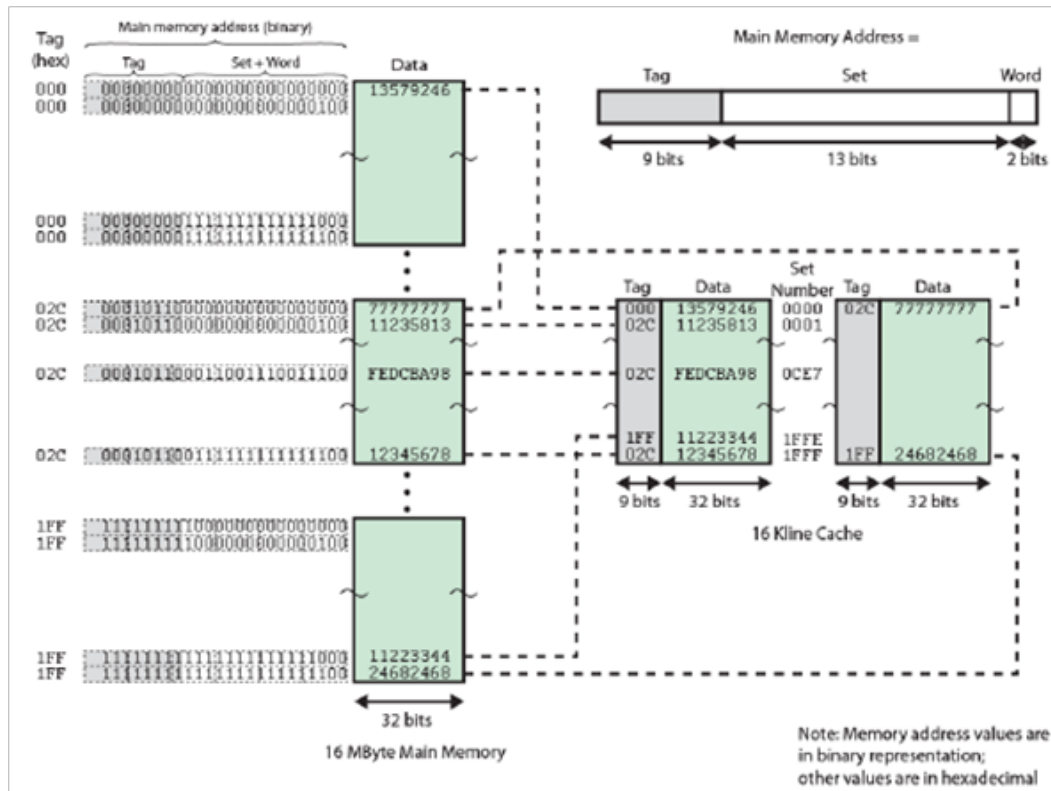 Main memory address (binary)
Tag
(hex)
Tag
Set + Word
Data
000
000
13579246
000
000
02C
77777777
02C
11235813
02C
FEDCBA98
02C
12345678
1FF
1FF
1FF
11223344
1FF
24682468
32 bits
16 MByte Main Memory
Main Memory Address =
Tag
Set
Word
9 bits
13 bits
2 bits
Tag
Data
Set
Number
Tag
Data
000 13579246 0000 02C 77777777
02C 11235813 0001
02C FEDCBA98 0CE7
1FF 11223344 1FFE
02C 12345678 1FFF 1FF 24682468
9 bits 32 bits 9 bits 32 bits
16 Kline Cache
Note: Memory address values are
in binary representation;
other values are in hexadecimal